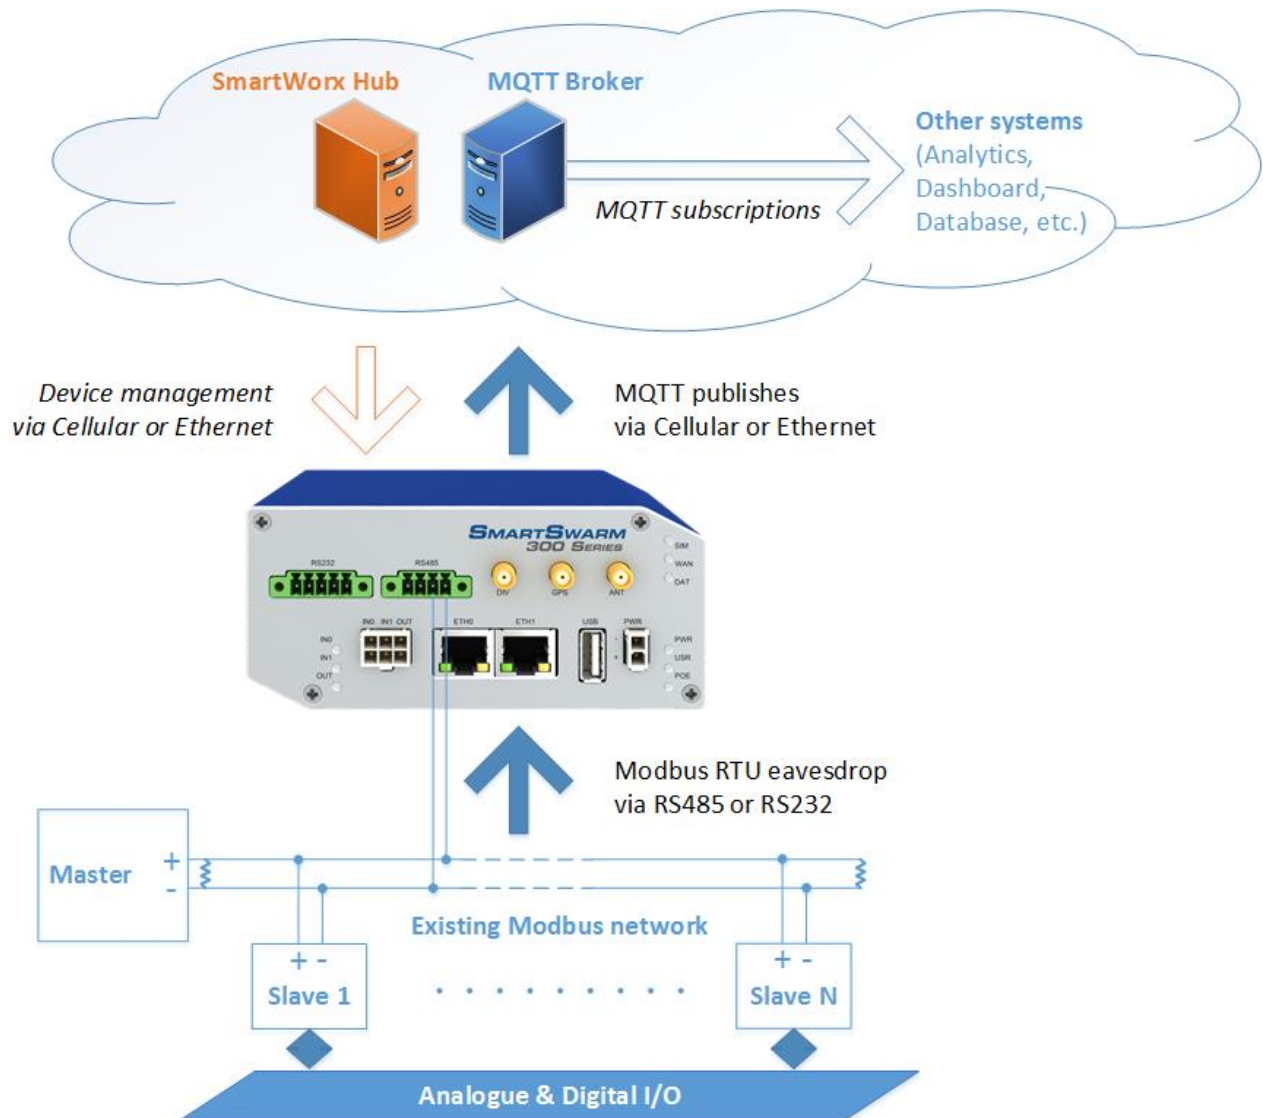 SmartWorx Hub
MQTT Broker
Other systems
(Analytics,
Dashboard,
Database, etc.)
MQTT subscriptions
Device management
via Cellular or Ethernet
MQTT publishes
via Cellular or Ethernet
SMARTSWARM
300 SERIES
SIM
WAN
DAT
RS232
RS485
DIV
GPS
ANT
IN0 IN1 OUT
ETH0
ETH1
USB
PWR
IN0
IN1
OUT
- 
+
PWR
USR
POE
Modbus RTU eavesdrop
via RS485 or RS232
Master
+
-
Existing Modbus network
+ -
Slave 1
+ -
Slave N
Analogue & Digital I/O